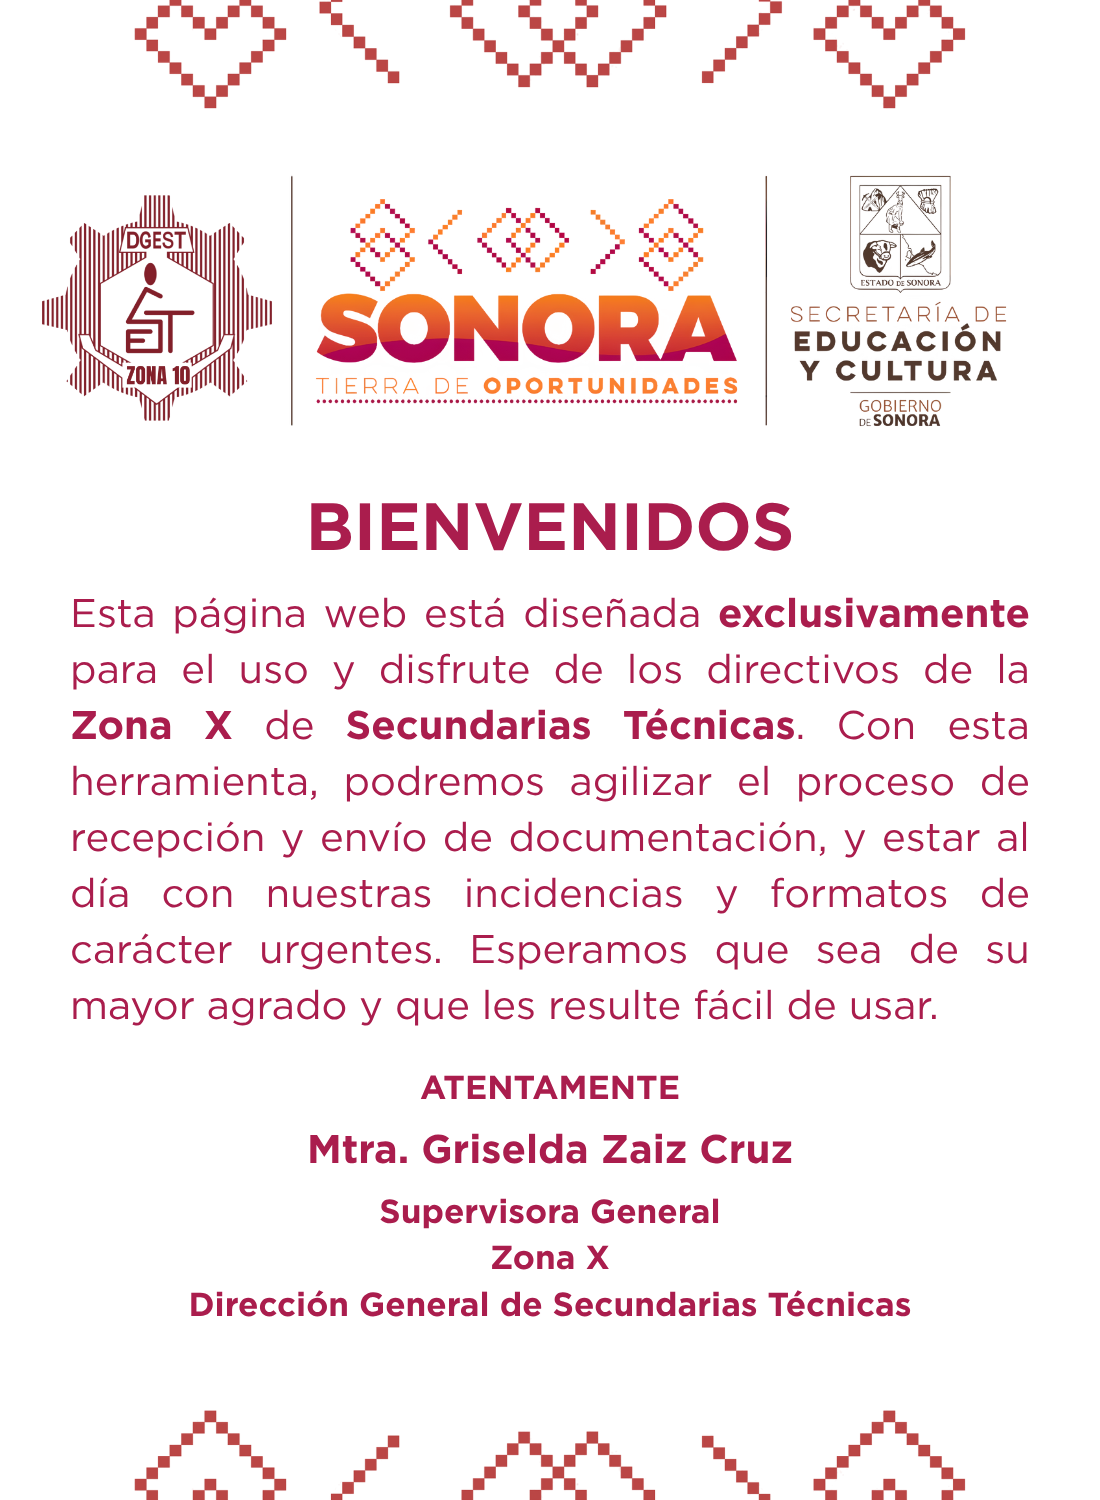 DGEST
EST
ZONA 10
SONORA
TIERRA DE OPORTUNIDADES
ESTADO DE SONORA
SECRETARÍA DE
EDUCACIÓN
Y CULTURA
GOBIERNO
DE SONORA
BIENVENIDOS
Esta página web está diseñada exclusivamente
para el uso y disfrute de los directivos de la
Zona X de Secundarias Técnicas. Con esta
herramienta, podremos agilizar el proceso de
recepción y envío de documentación, y estar al
día con nuestras incidencias y formatos de
carácter urgentes. Esperamos que sea de su
mayor agrado y que les resulte fácil de usar.
ATENTAMENTE
Mtra. Griselda Zaiz Cruz
Supervisora General
Zona X
Dirección General de Secundarias Técnicas